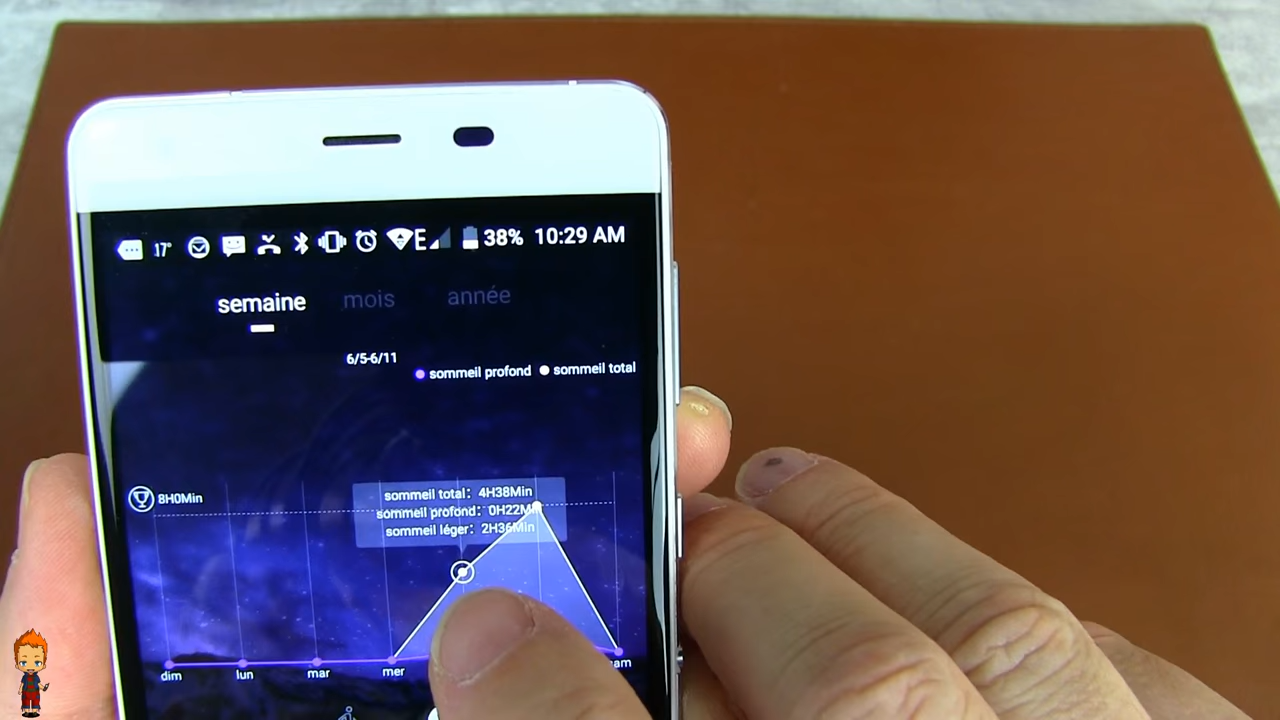 17° E 38% 10:29 AM
semaine mois année
6/5-6/11
sommeil profond sommeil total
8H0Min
sommeil total: 4H38Min
sommeil profond: 0H22Min
sommeil léger: 2H36Min
dim lun mar mer